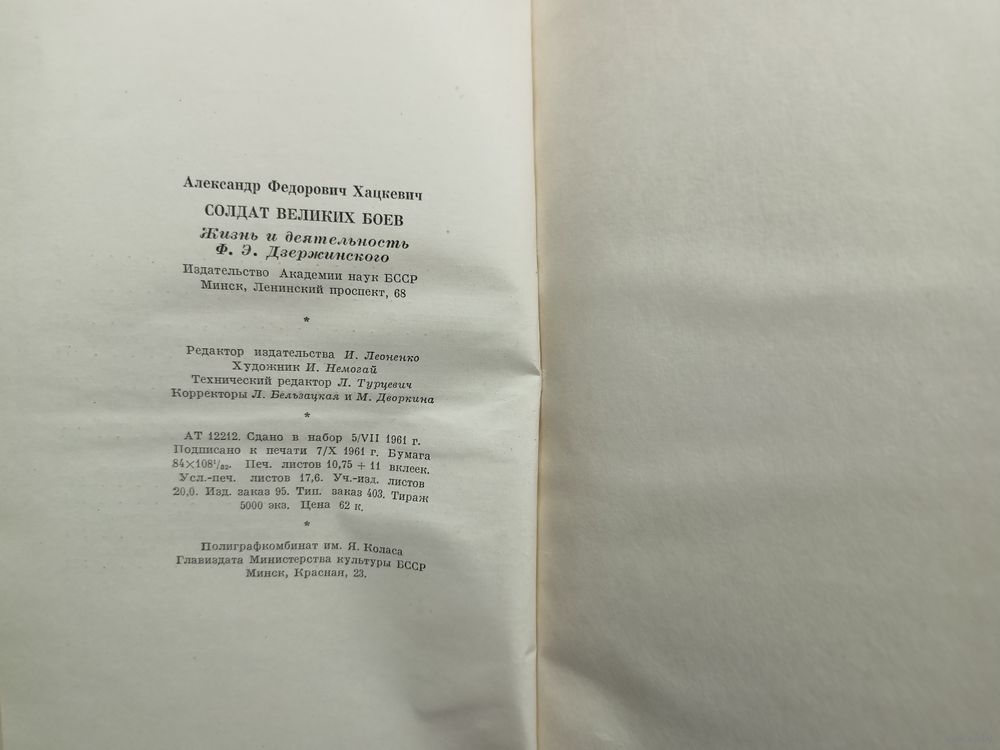 Александр Федорович Хацкевич
СОЛДАТ ВЕЛИКИХ БОЕВ
Жизнь и деятельность
Ф. Э. Дзержинского
Издательство Академии наук БССР
Минск, Ленинский проспект, 68
*
Редактор издательства И. Леоненко
Художник И. Немогай
Технический редактор Л. Турцевич
Корректоры Л. Бельзацкая и М. Дворкина
*
АТ 12212. Сдано в набор 5/VII 1961 г.
Подписано к печати 7/X 1961 г. Бумага
84×108¹/₃₂. Печ. листов 10,75 + 11 вклеек.
Усл.-печ. листов 17,6. Уч.-изд. листов
20,0. Изд. заказ 95. Тип. заказ 403. Тираж
5000 экз. Цена 62 к.
*
Полиграфкомбинат им. Я. Коласа
Главиздата Министерства культуры БССР
Минск, Красная, 23.